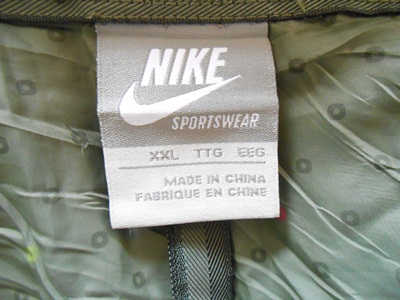 NIKE
SPORTSWEAR
XXL TTG EEG
MADE IN CHINA
FABRIQUE EN CHINE